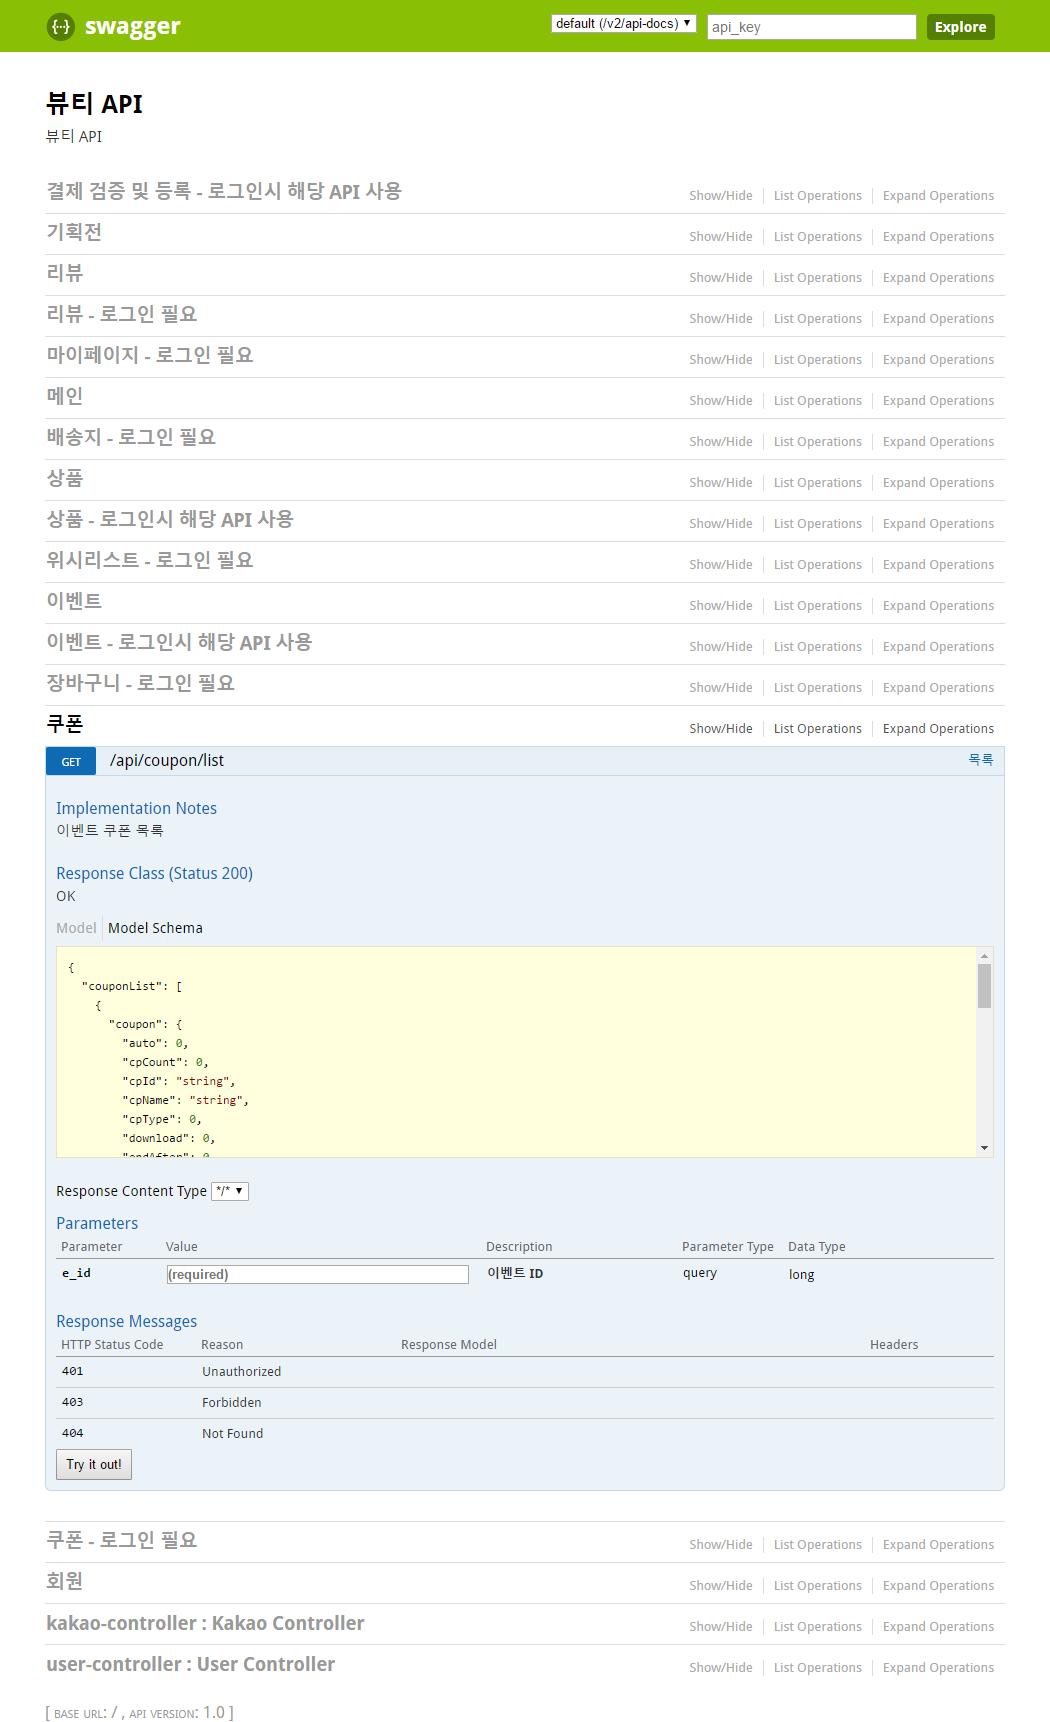 swagger
default (/v2/api-docs)
api_key
Explore
뷰티 API
뷰티 API
결제 검증 및 등록 - 로그인시 해당 API 사용 Show/Hide List Operations Expand Operations
기획전 Show/Hide List Operations Expand Operations
리뷰 Show/Hide List Operations Expand Operations
리뷰 - 로그인 필요 Show/Hide List Operations Expand Operations
마이페이지 - 로그인 필요 Show/Hide List Operations Expand Operations
메인 Show/Hide List Operations Expand Operations
배송지 - 로그인 필요 Show/Hide List Operations Expand Operations
상품 Show/Hide List Operations Expand Operations
상품 - 로그인시 해당 API 사용 Show/Hide List Operations Expand Operations
위시리스트 - 로그인 필요 Show/Hide List Operations Expand Operations
이벤트 Show/Hide List Operations Expand Operations
이벤트 - 로그인시 해당 API 사용 Show/Hide List Operations Expand Operations
장바구니 - 로그인 필요 Show/Hide List Operations Expand Operations
쿠폰 Show/Hide List Operations Expand Operations
GET /api/coupon/list 목록
Implementation Notes
이벤트 쿠폰 목록
Response Class (Status 200)
OK
Model Model Schema
{
"couponList": [
{
"coupon": {
"auto": 0,
"cpCount": 0,
"cpId": "string",
"cpName": "string",
"cpType": 0,
"download": 0,
"endAfter": 0
Response Content Type */*
Parameters
Parameter Value Description Parameter Type Data Type
e_id (required) 이벤트 ID query long
Response Messages
HTTP Status Code Reason Response Model Headers
401 Unauthorized
403 Forbidden
404 Not Found
Try it out!
쿠폰 - 로그인 필요 Show/Hide List Operations Expand Operations
회원 Show/Hide List Operations Expand Operations
kakao-controller : Kakao Controller Show/Hide List Operations Expand Operations
user-controller : User Controller Show/Hide List Operations Expand Operations
[ BASE URL: / , API VERSION: 1.0 ]